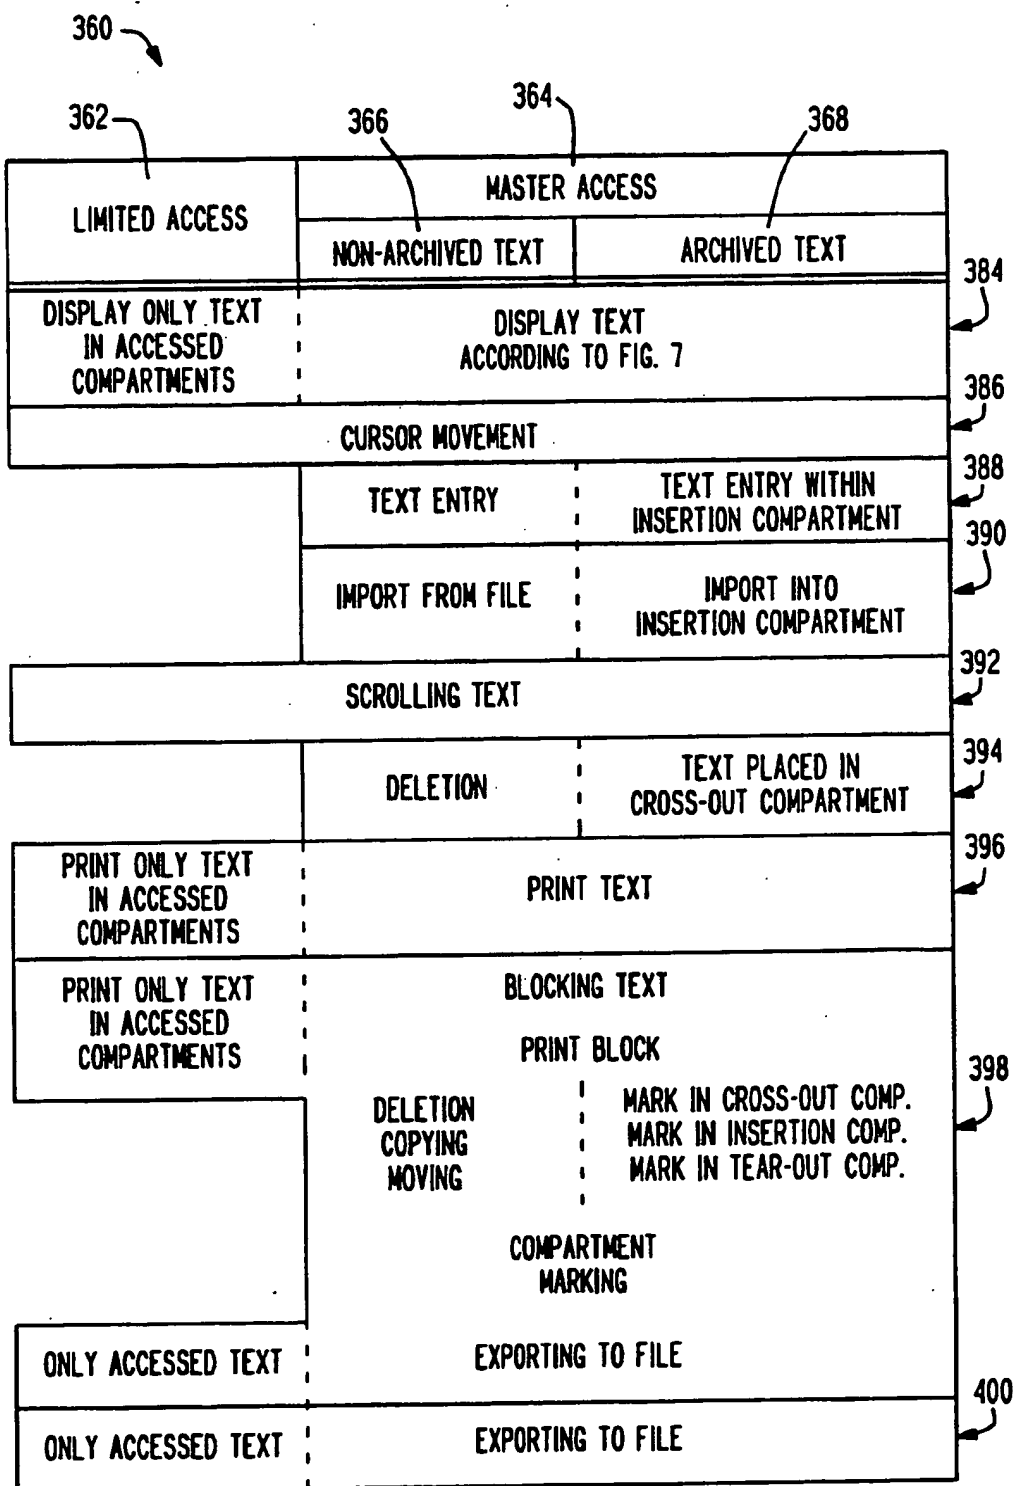 360
362
366
364
368
LIMITED ACCESS
MASTER ACCESS
NON-ARCHIVED TEXT
ARCHIVED TEXT
384
DISPLAY ONLY TEXT
IN ACCESSED
COMPARTMENTS
DISPLAY TEXT
ACCORDING TO FIG. 7
386
CURSOR MOVEMENT
388
TEXT ENTRY
TEXT ENTRY WITHIN
INSERTION COMPARTMENT
390
IMPORT FROM FILE
IMPORT INTO
INSERTION COMPARTMENT
392
SCROLLING TEXT
394
DELETION
TEXT PLACED IN
CROSS-OUT COMPARTMENT
396
PRINT ONLY TEXT
IN ACCESSED
COMPARTMENTS
PRINT TEXT
PRINT ONLY TEXT
IN ACCESSED
COMPARTMENTS
BLOCKING TEXT
PRINT BLOCK
398
DELETION
COPYING
MOVING
MARK IN CROSS-OUT COMP.
MARK IN INSERTION COMP.
MARK IN TEAR-OUT COMP.
COMPARTMENT
MARKING
ONLY ACCESSED TEXT
EXPORTING TO FILE
400
ONLY ACCESSED TEXT
EXPORTING TO FILE